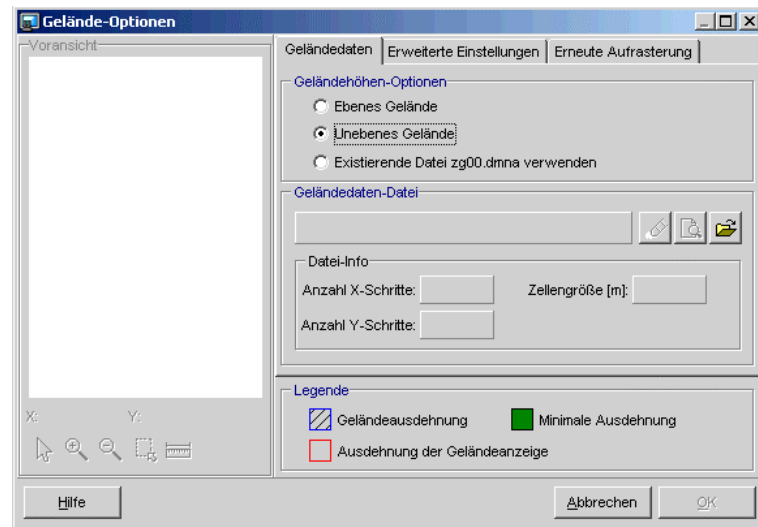 Gelände-Optionen
Voransicht
X: Y:
Geländedaten Erweiterte Einstellungen Erneute Aufrasterung
Geländehöhen-Optionen
Ebenes Gelände
Unebenes Gelände
Existierende Datei zg00.dmna verwenden
Geländedaten-Datei
Datei-Info
Anzahl X-Schritte: Zellengröße [m]:
Anzahl Y-Schritte:
Legende
Geländeausdehnung Minimale Ausdehnung
Ausdehnung der Geländeanzeige
Hilfe Abbrechen OK